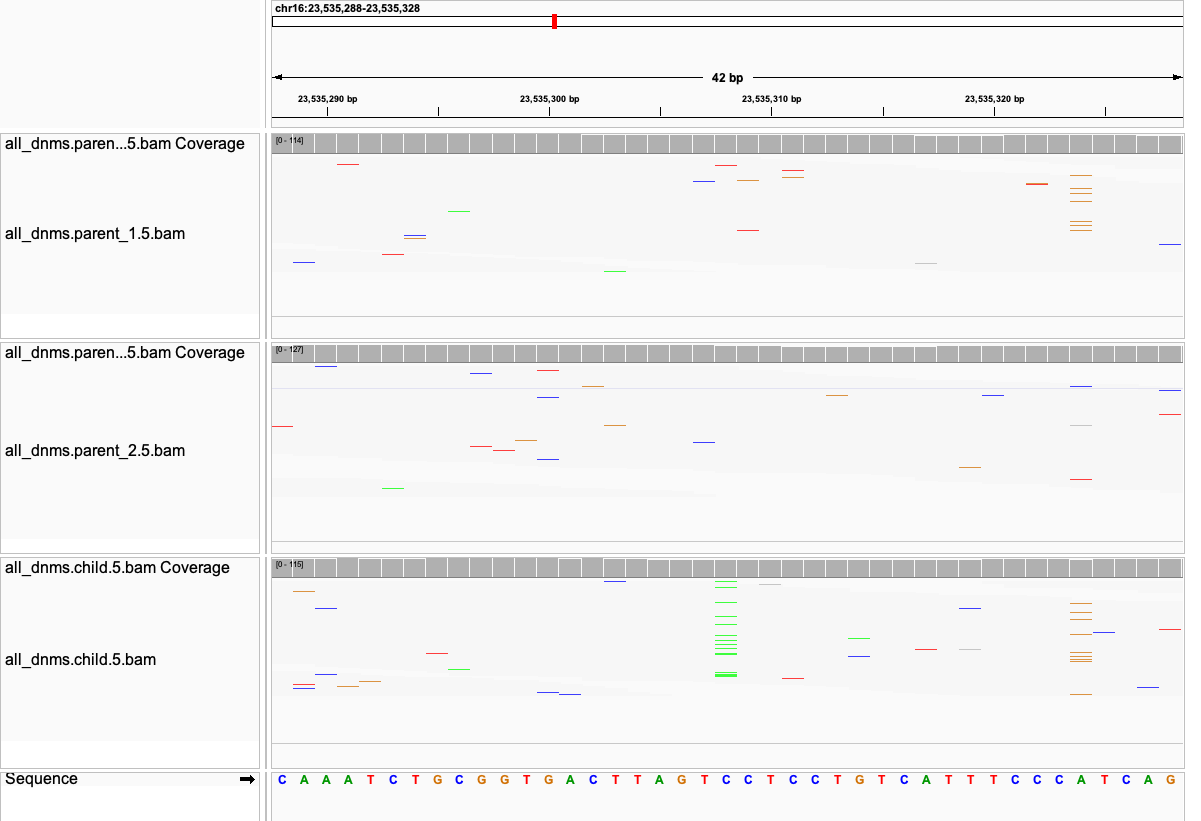 chr16:23,535,288-23,535,328
42 bp
23,535,290 bp 23,535,300 bp 23,535,310 bp 23,535,320 bp
all_dnms.paren...5.bam Coverage [0 - 114]
all_dnms.parent_1.5.bam
all_dnms.paren...5.bam Coverage [0 - 127]
all_dnms.parent_2.5.bam
all_dnms.child.5.bam Coverage [0 - 115]
all_dnms.child.5.bam
Sequence C A A A T C T G C G G T G A C T T A G T C C T C C T G T C A T T T C C C A T C A G